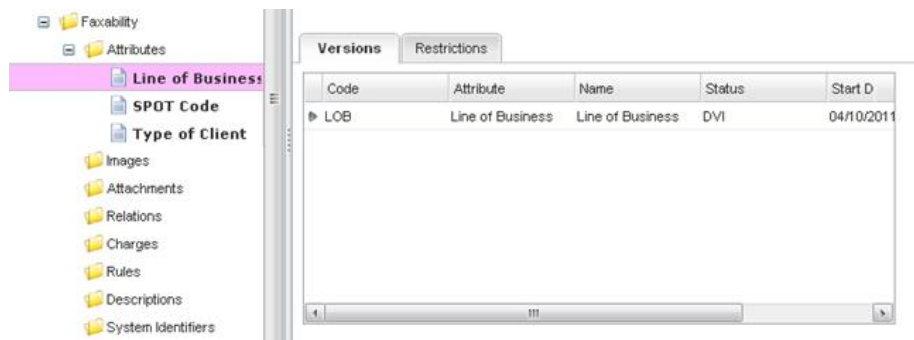 Faxability
Attributes
Line of Business
SPOT Code
Type of Client
Images
Attachments
Relations
Charges
Rules
Descriptions
System Identifiers
Versions Restrictions
Code Attribute Name Status Start D
LOB Line of Business Line of Business DVI 04/10/2011